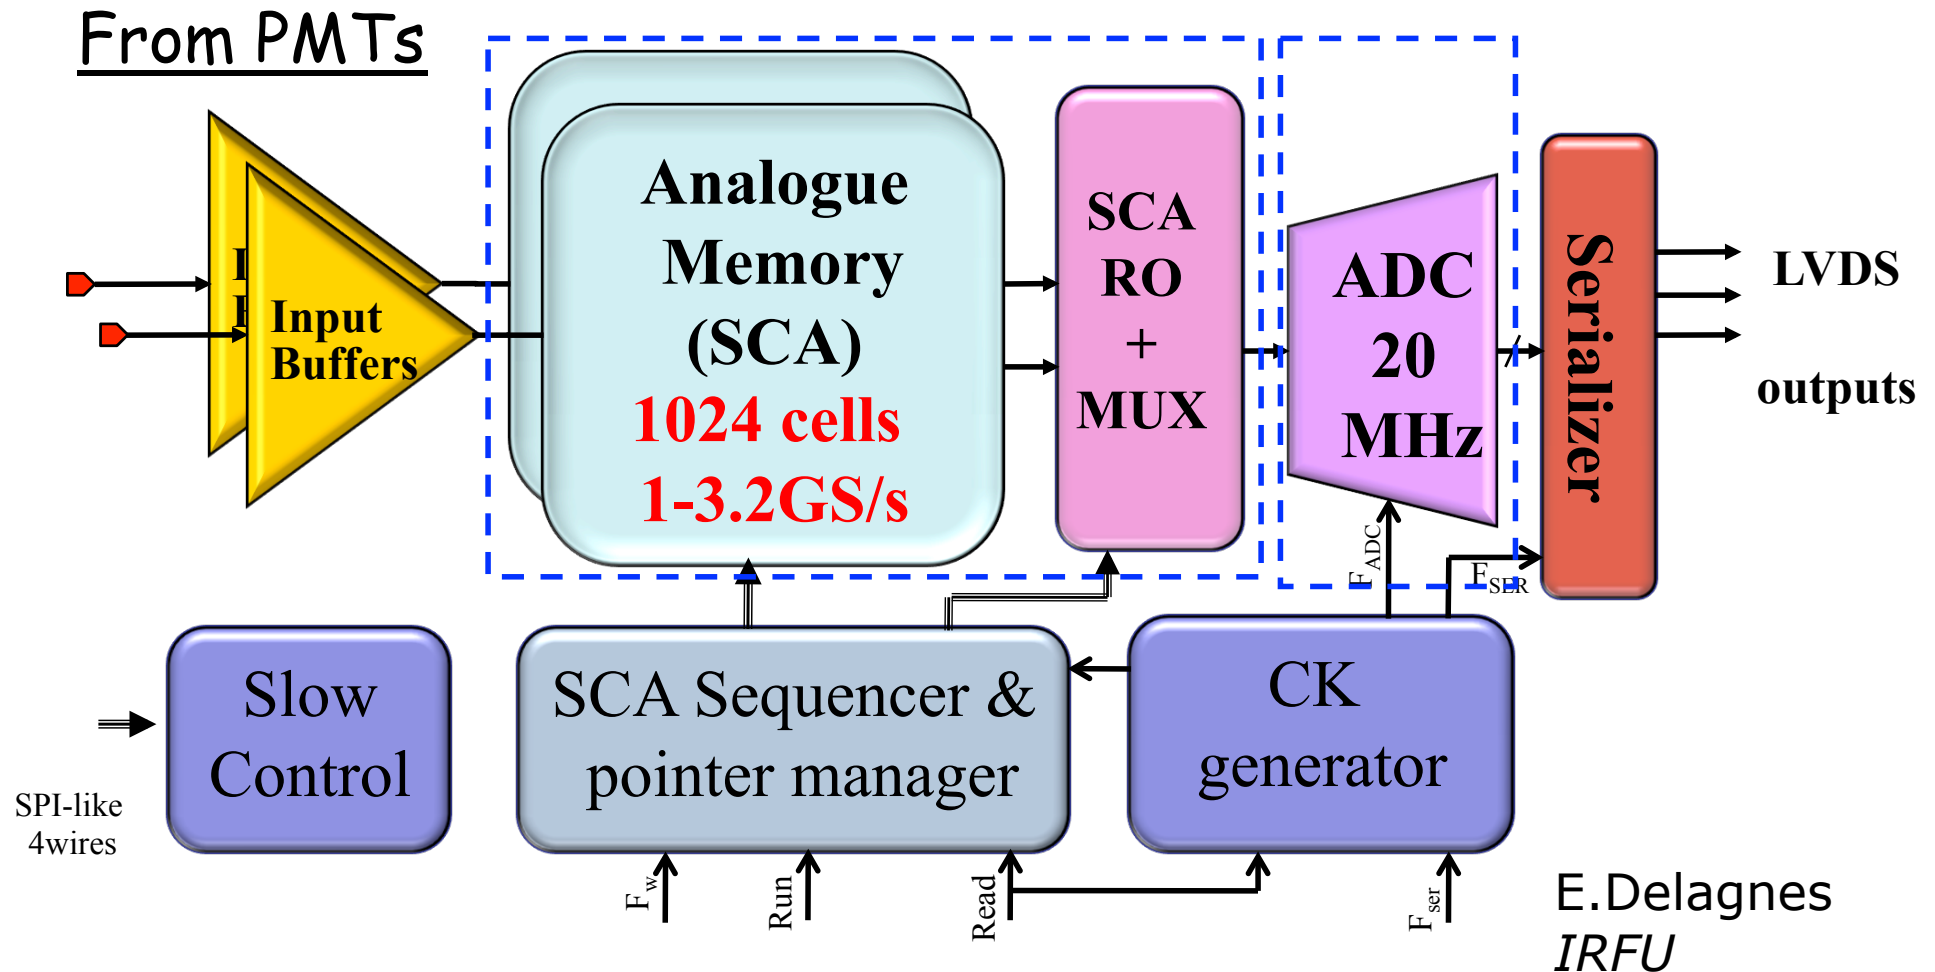 From PMTs
Input
Buffers
Analogue
Memory
(SCA)
1024 cells
1-3.2GS/s
SCA
RO
+
MUX
ADC
20
MHz
Serializer
LVDS
outputs
F_ADC
F_SER
Slow
Control
SPI-like
4wires
SCA Sequencer &
pointer manager
CK
generator
F_w
Run
Read
F_ser
E.Delagnes
IRFU